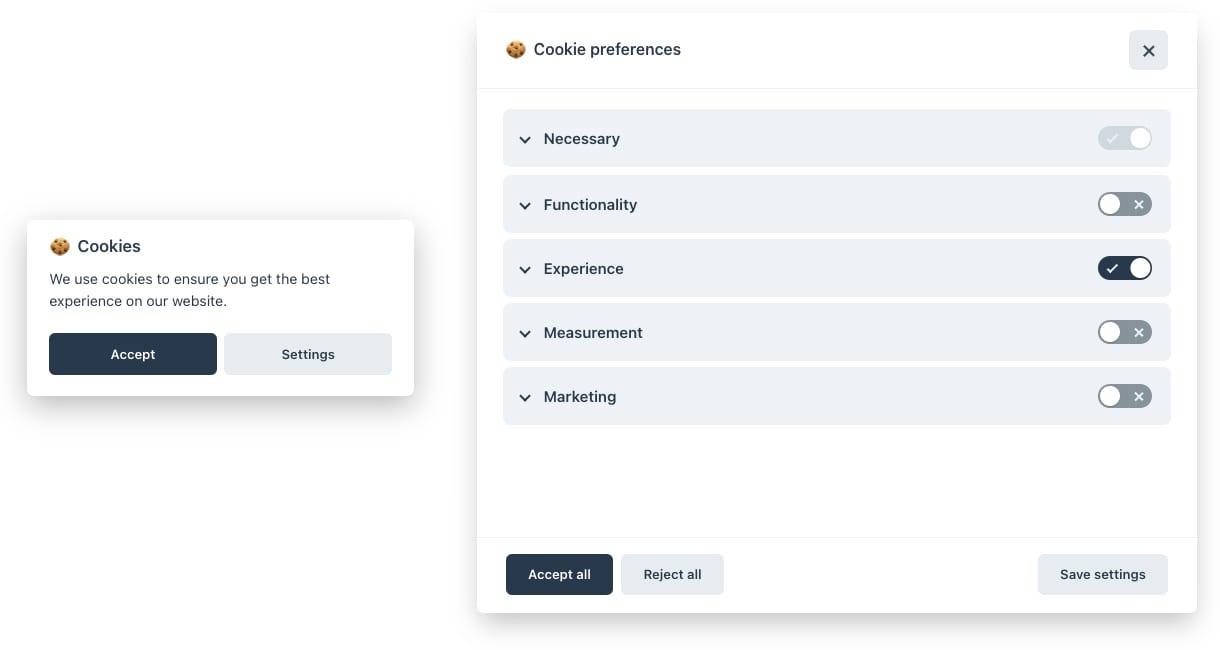 Cookies
We use cookies to ensure you get the best
experience on our website.
Accept
Settings
Cookie preferences
Necessary
Functionality
Experience
Measurement
Marketing
Accept all
Reject all
Save settings